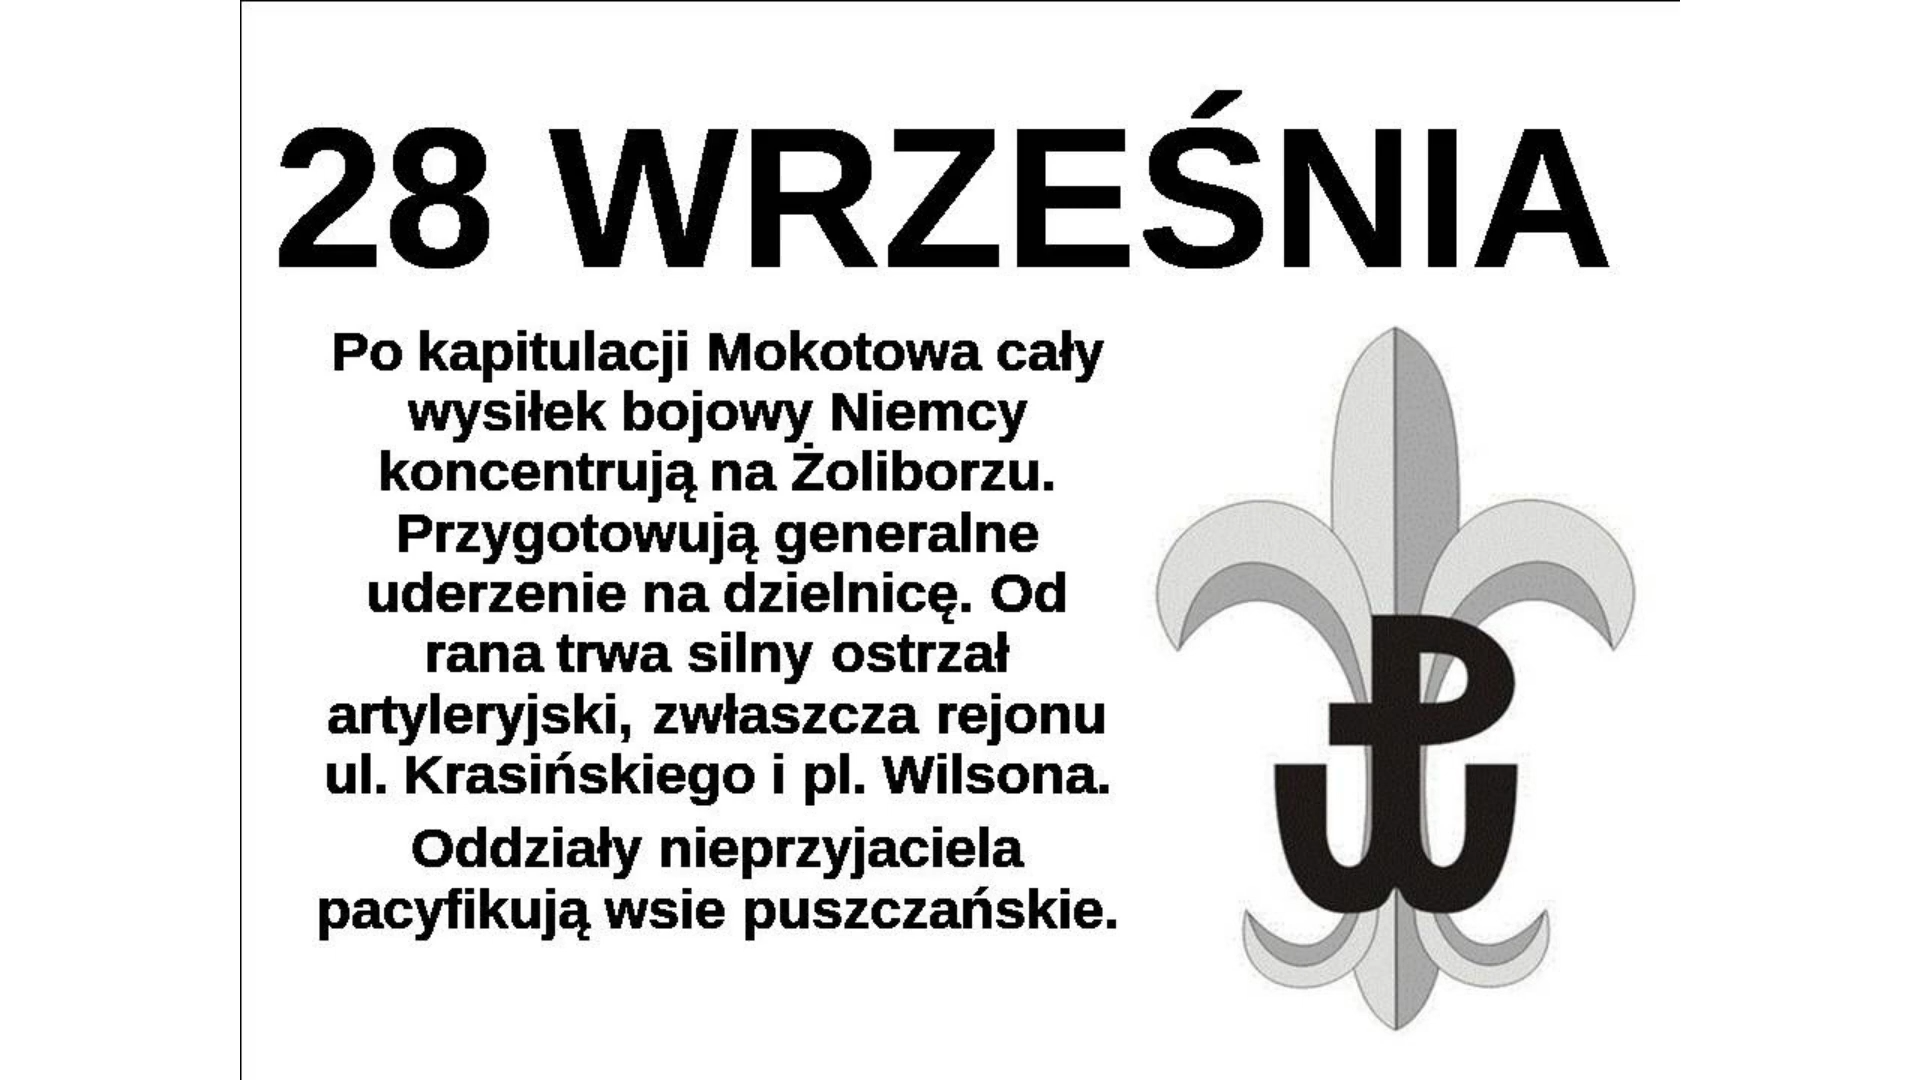 28 WRZEŚNIA
Po kapitulacji Mokotowa cały
wysiłek bojowy Niemcy
koncentrują na Żoliborzu.
Przygotowują generalne
uderzenie na dzielnicę. Od
rana trwa silny ostrzał
artyleryjski, zwłaszcza rejonu
ul. Krasińskiego i pl. Wilsona.
Oddziały nieprzyjaciela
pacyfikują wsie puszczańskie.
PW